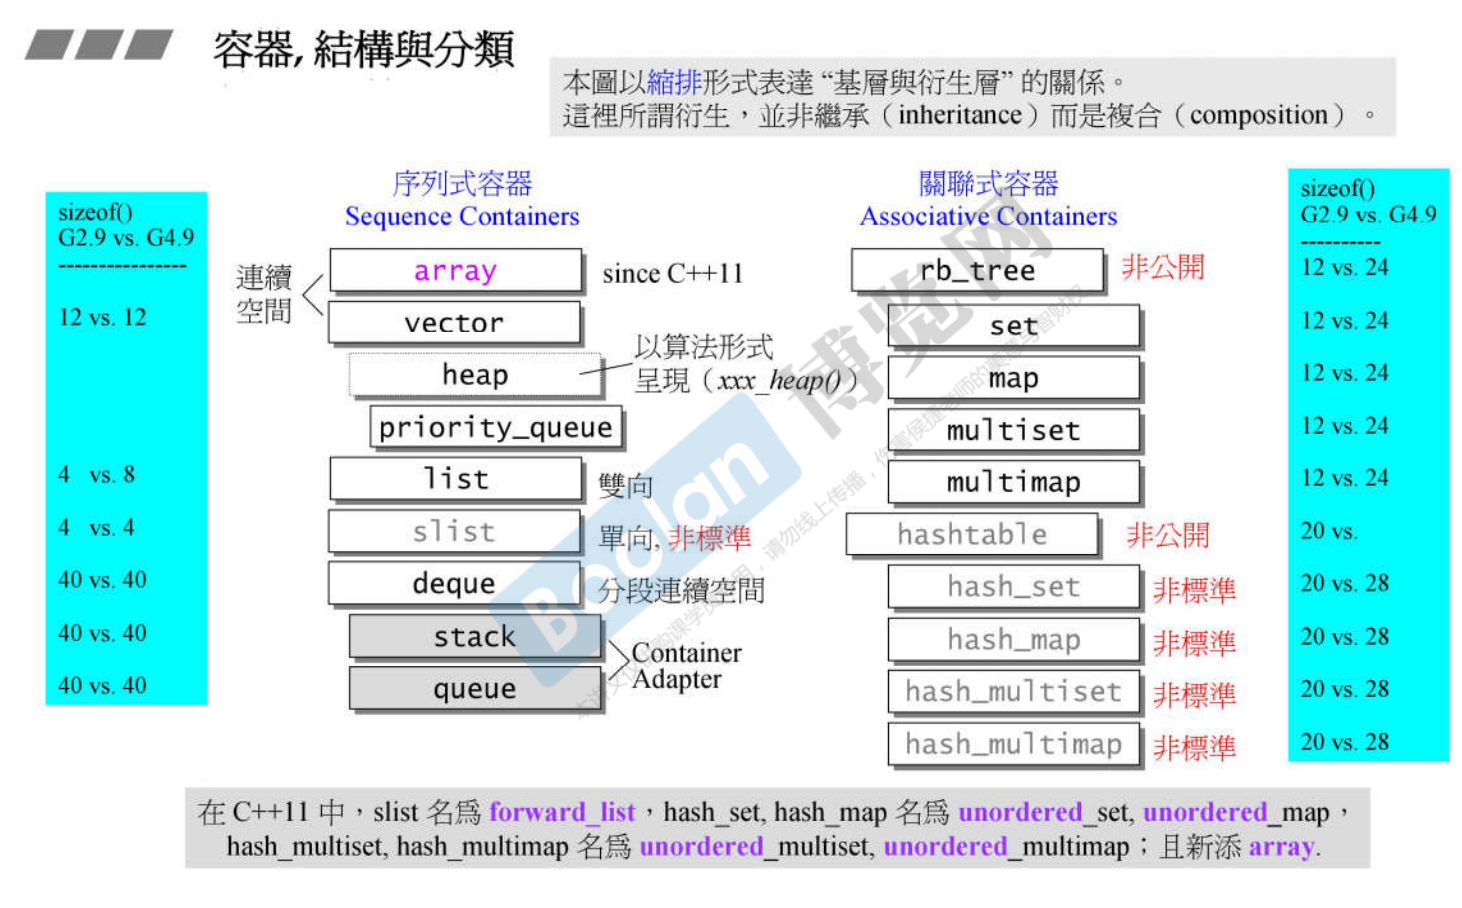 容器, 結構與分類
本圖以縮排形式表達 “基層與衍生層” 的關係。
這裡所謂衍生，並非繼承（inheritance）而是複合（composition）。
sizeof()
G2.9 vs. G4.9
----------------
12 vs. 12
4 vs. 8
4 vs. 4
40 vs. 40
40 vs. 40
40 vs. 40
序列式容器
Sequence Containers
連續
空間
array
since C++11
vector
heap
以算法形式
呈現（xxx_heap()）
priority_queue
list
雙向
slist
單向, 非標準
deque
分段連續空間
stack
queue
Container
Adapter
關聯式容器
Associative Containers
rb_tree
非公開
set
map
multiset
multimap
hashtable
非公開
hash_set
非標準
hash_map
非標準
hash_multiset
非標準
hash_multimap
非標準
sizeof()
G2.9 vs. G4.9
----------
12 vs. 24
12 vs. 24
12 vs. 24
12 vs. 24
12 vs. 24
20 vs.
20 vs. 28
20 vs. 28
20 vs. 28
20 vs. 28
在 C++11 中，slist 名為 forward_list，hash_set, hash_map 名為 unordered_set, unordered_map，
hash_multiset, hash_multimap 名為 unordered_multiset, unordered_multimap；且新添 array.
Boolan
博览网